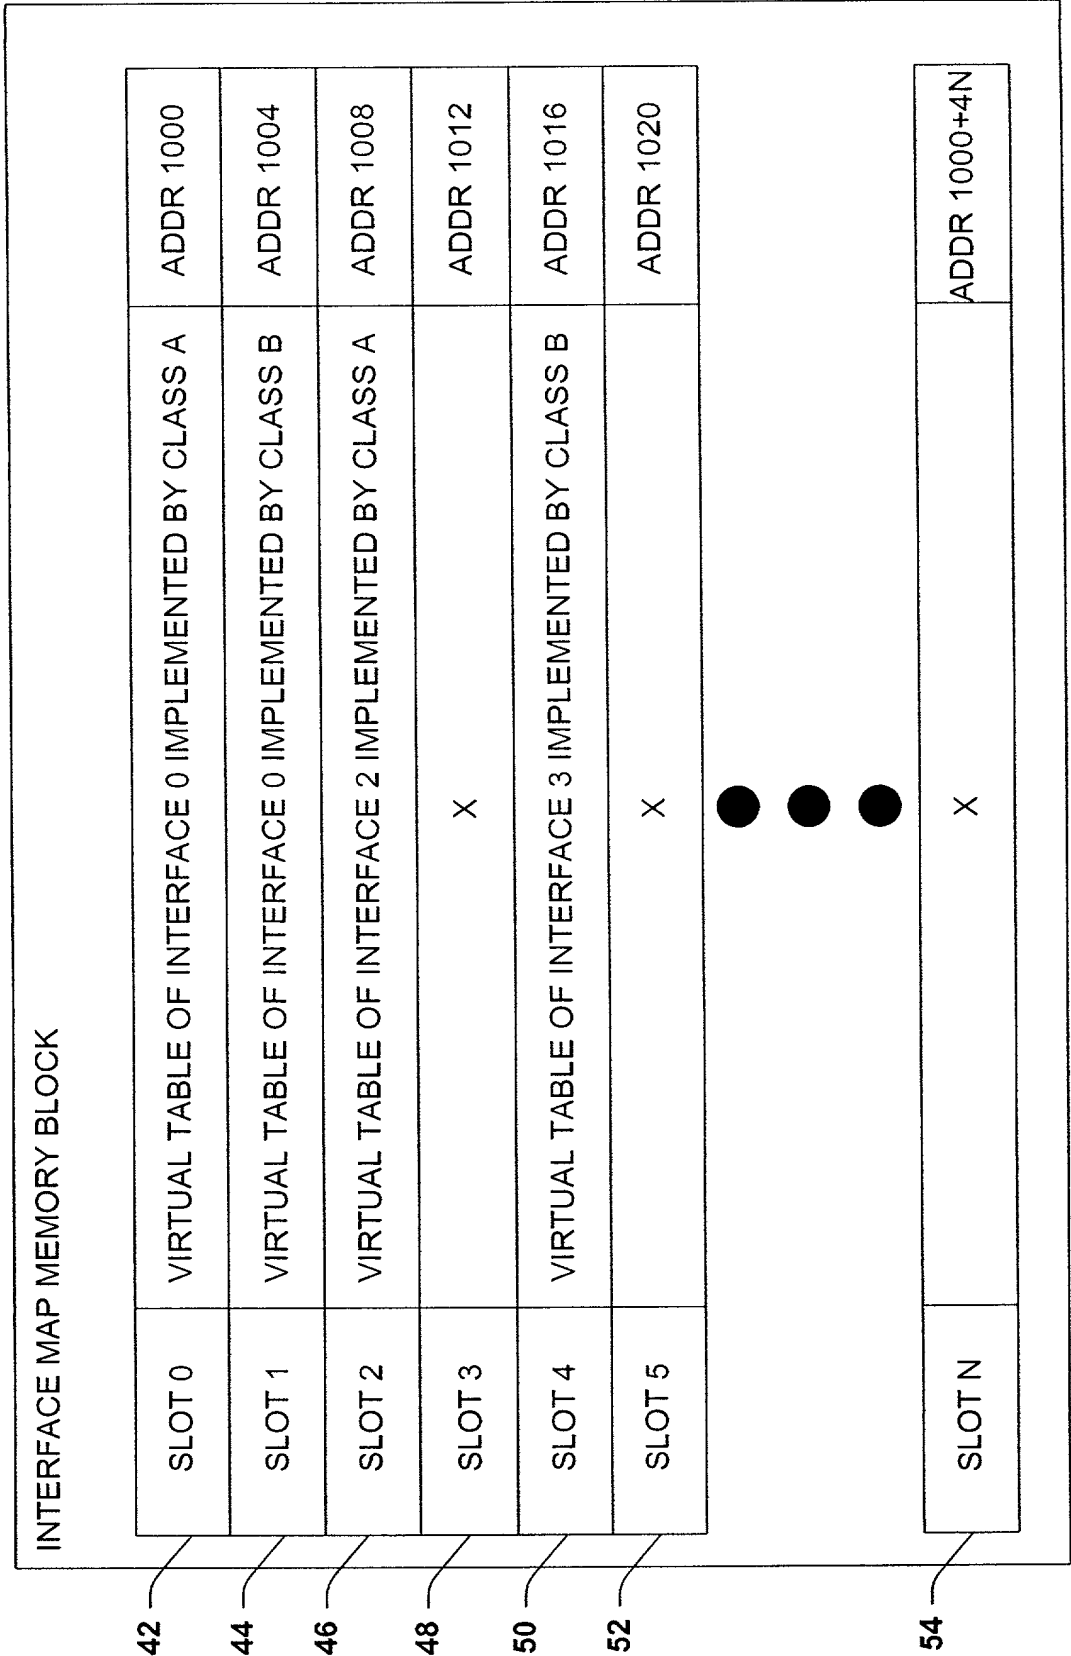 INTERFACE MAP MEMORY BLOCK
42 SLOT 0 VIRTUAL TABLE OF INTERFACE 0 IMPLEMENTED BY CLASS A ADDR 1000
44 SLOT 1 VIRTUAL TABLE OF INTERFACE 0 IMPLEMENTED BY CLASS B ADDR 1004
46 SLOT 2 VIRTUAL TABLE OF INTERFACE 2 IMPLEMENTED BY CLASS A ADDR 1008
48 SLOT 3 X ADDR 1012
50 SLOT 4 VIRTUAL TABLE OF INTERFACE 3 IMPLEMENTED BY CLASS B ADDR 1016
52 SLOT 5 X ADDR 1020
54 SLOT N X ADDR 1000+4N